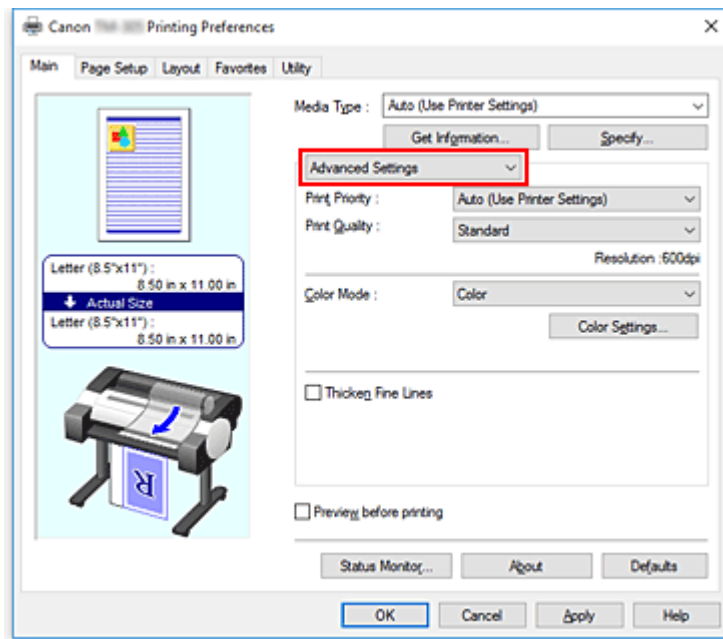 Canon Printing Preferences
Main Page Setup Layout Favorites Utility
Media Type : Auto (Use Printer Settings)
Get Information... Specify...
Advanced Settings
Print Priority : Auto (Use Printer Settings)
Print Quality : Standard
Resolution :600dpi
Letter (8.5"x11") :
8.50 in x 11.00 in
Actual Size
Letter (8.5"x11") :
8.50 in x 11.00 in
Color Mode : Color
Color Settings...
Thicken Fine Lines
R
Preview before printing
Status Monitor... About Defaults
OK Cancel Apply Help